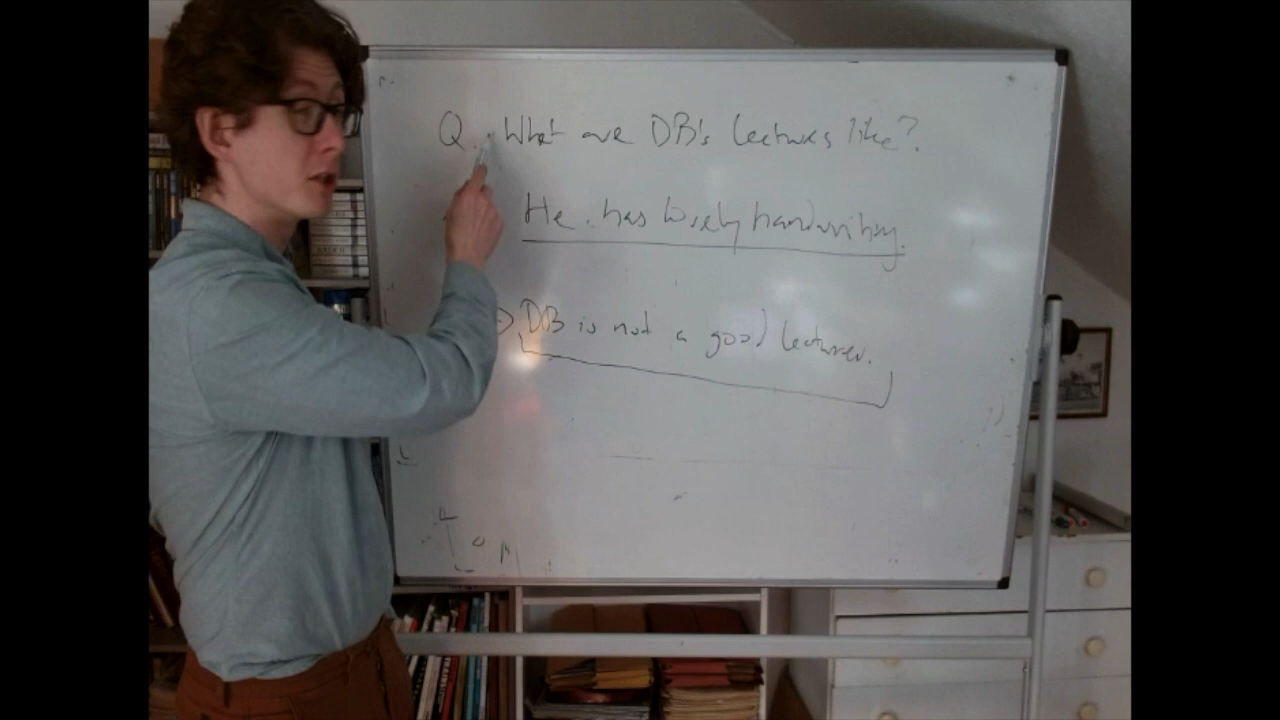 Q. What are DB's lectures like?
He has lovely handwriting.
DB is not a good lecturer.